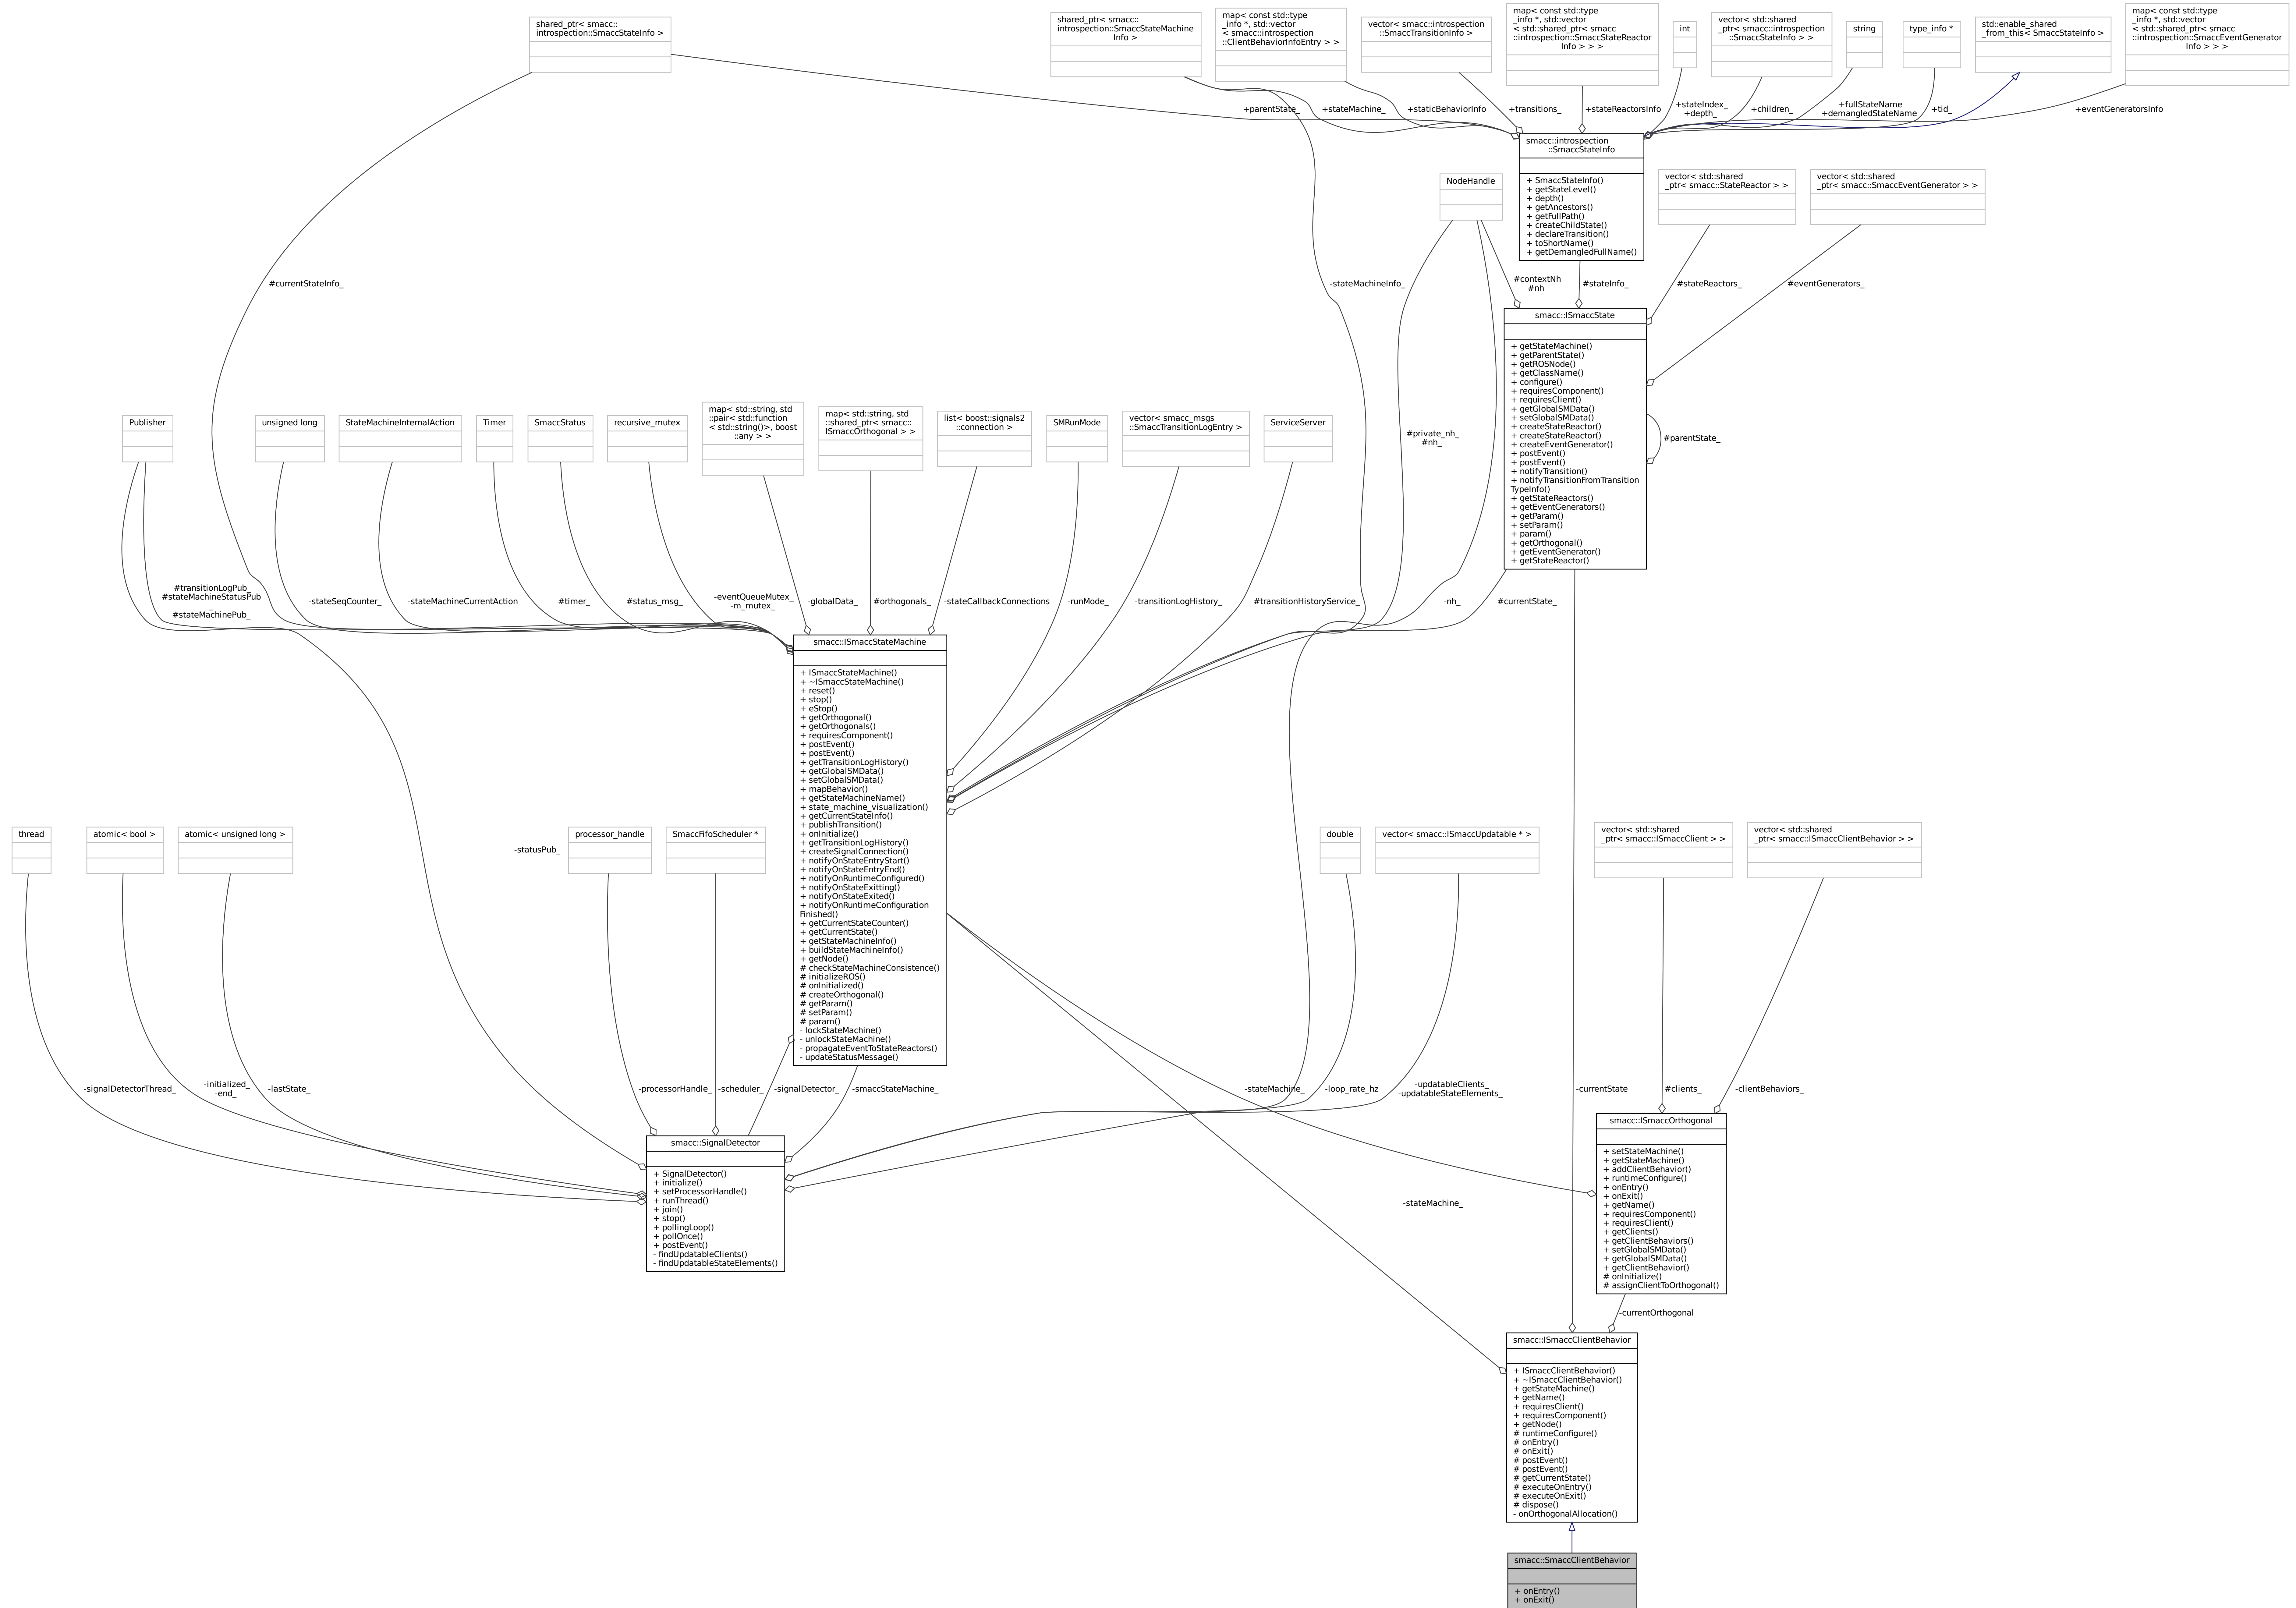 shared_ptr< smacc::
introspection::SmaccStateInfo >
shared_ptr< smacc::
introspection::SmaccStateMachine
Info >
map< const std::type
_info *, std::vector
< smacc::introspection
::ClientBehaviorInfoEntry > >
vector< smacc::introspection
::SmaccTransitionInfo >
map< const std::type
_info *, std::vector
< std::shared_ptr< smacc
::introspection::SmaccStateReactor
Info > > >
int
vector< std::shared
_ptr< smacc::introspection
::SmaccStateInfo > >
string
type_info *
std::enable_shared
_from_this< SmaccStateInfo >
map< const std::type
_info *, std::vector
< std::shared_ptr< smacc
::introspection::SmaccEventGenerator
Info > > >
+parentState_
+stateMachine_
+staticBehaviorInfo
+transitions_
+stateReactorsInfo
+stateIndex_
+depth_
+children_
+fullStateName
+demangledStateName
+tid_
+eventGeneratorsInfo
smacc::introspection
::SmaccStateInfo
+ SmaccStateInfo()
+ getStateLevel()
+ depth()
+ getAncestors()
+ getFullPath()
+ createChildState()
+ declareTransition()
+ toShortName()
+ getDemangledFullName()
NodeHandle
vector< std::shared
_ptr< smacc::StateReactor > >
vector< std::shared
_ptr< smacc::SmaccEventGenerator > >
#currentStateInfo_
-stateMachineInfo_
#contextNh
#nh
#stateInfo_
#stateReactors_
#eventGenerators_
smacc::ISmaccState
+ getStateMachine()
+ getParentState()
+ getROSNode()
+ getClassName()
+ configure()
+ requiresComponent()
+ requiresClient()
+ getGlobalSMData()
+ setGlobalSMData()
+ createStateReactor()
+ createStateReactor()
+ createEventGenerator()
+ postEvent()
+ postEvent()
+ notifyTransition()
+ notifyTransitionFromTransition
TypeInfo()
+ getStateReactors()
+ getEventGenerators()
+ getParam()
+ setParam()
+ param()
+ getOrthogonal()
+ getEventGenerator()
+ getStateReactor()
#parentState_
Publisher
unsigned long
StateMachineInternalAction
Timer
SmaccStatus
recursive_mutex
map< std::string, std
::pair< std::function
< std::string()>, boost
::any > >
map< std::string, std
::shared_ptr< smacc::
ISmaccOrthogonal > >
list< boost::signals2
::connection >
SMRunMode
vector< smacc_msgs
::SmaccTransitionLogEntry >
ServiceServer
#private_nh_
#nh_
#transitionLogPub_
#stateMachineStatusPub
_
#stateMachinePub_
-stateSeqCounter_
-stateMachineCurrentAction
#timer_
#status_msg_
-eventQueueMutex_
-m_mutex_
-globalData_
#orthogonals_
-stateCallbackConnections
-runMode_
-transitionLogHistory_
#transitionHistoryService_
-nh_
#currentState_
smacc::ISmaccStateMachine
+ ISmaccStateMachine()
+ ~ISmaccStateMachine()
+ reset()
+ stop()
+ eStop()
+ getOrthogonal()
+ getOrthogonals()
+ requiresComponent()
+ postEvent()
+ postEvent()
+ getTransitionLogHistory()
+ getGlobalSMData()
+ setGlobalSMData()
+ mapBehavior()
+ getStateMachineName()
+ state_machine_visualization()
+ getCurrentStateInfo()
+ publishTransition()
+ onInitialize()
+ getTransitionLogHistory()
+ createSignalConnection()
+ notifyOnStateEntryStart()
+ notifyOnStateEntryEnd()
+ notifyOnRuntimeConfigured()
+ notifyOnStateExitting()
+ notifyOnStateExited()
+ notifyOnRuntimeConfiguration
Finished()
+ getCurrentStateCounter()
+ getCurrentState()
+ getStateMachineInfo()
+ buildStateMachineInfo()
+ getNode()
# checkStateMachineConsistence()
# initializeROS()
# onInitialized()
# createOrthogonal()
# getParam()
# setParam()
# param()
- lockStateMachine()
- unlockStateMachine()
- propagateEventToStateReactors()
- updateStatusMessage()
thread
atomic< bool >
atomic< unsigned long >
-statusPub_
processor_handle
SmaccFifoScheduler *
double
vector< smacc::ISmaccUpdatable * >
vector< std::shared
_ptr< smacc::ISmaccClient > >
vector< std::shared
_ptr< smacc::ISmaccClientBehavior > >
-signalDetectorThread_
-initialized_
-end_
-lastState_
-processorHandle_
-scheduler_
-signalDetector_
-smaccStateMachine_
-stateMachine_
-loop_rate_hz
-updatableClients_
-updatableStateElements_
-currentState
#clients_
-clientBehaviors_
smacc::SignalDetector
+ SignalDetector()
+ initialize()
+ setProcessorHandle()
+ runThread()
+ join()
+ stop()
+ pollingLoop()
+ pollOnce()
+ postEvent()
- findUpdatableClients()
- findUpdatableStateElements()
smacc::ISmaccOrthogonal
+ setStateMachine()
+ getStateMachine()
+ addClientBehavior()
+ runtimeConfigure()
+ onEntry()
+ onExit()
+ getName()
+ requiresComponent()
+ requiresClient()
+ getClients()
+ getClientBehaviors()
+ setGlobalSMData()
+ getGlobalSMData()
+ getClientBehavior()
# onInitialize()
# assignClientToOrthogonal()
-stateMachine_
-currentOrthogonal
smacc::ISmaccClientBehavior
+ ISmaccClientBehavior()
+ ~ISmaccClientBehavior()
+ getStateMachine()
+ getName()
+ requiresClient()
+ requiresComponent()
+ getNode()
# runtimeConfigure()
# onEntry()
# onExit()
# postEvent()
# postEvent()
# getCurrentState()
# executeOnEntry()
# executeOnExit()
# dispose()
- onOrthogonalAllocation()
smacc::SmaccClientBehavior
+ onEntry()
+ onExit()